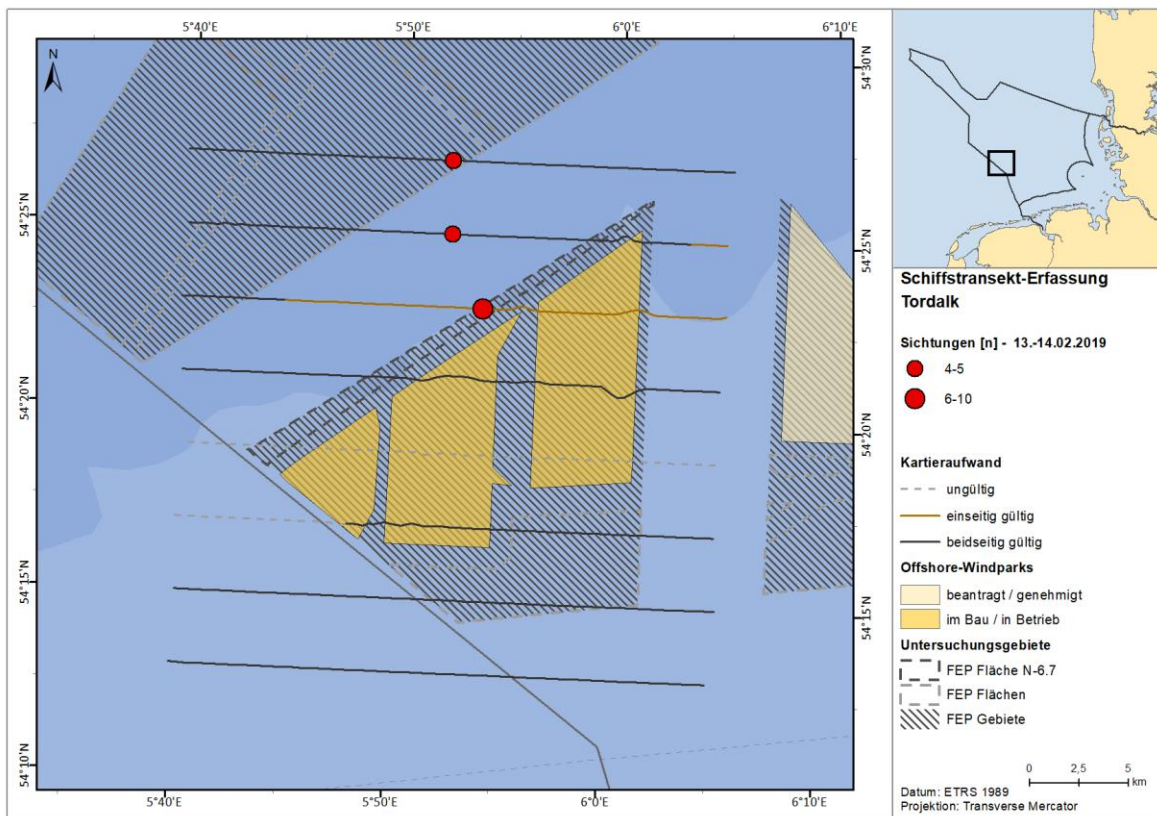 5°40'E 5°50'E 6°0'E 6°10'E
N
54°30'N
54°25'N
54°25'N
54°20'N
54°20'N
54°15'N
54°15'N
54°10'N
5°40'E 5°50'E 6°0'E 6°10'E
Schiffstransekt-Erfassung
Tordalk
Sichtungen [n] - 13.-14.02.2019
4-5
6-10
Kartieraufwand
ungültig
einseitig gültig
beidseitig gültig
Offshore-Windparks
beantragt / genehmigt
im Bau / in Betrieb
Untersuchungsgebiete
FEP Fläche N-6.7
FEP Flächen
FEP Gebiete
0 2,5 5
km
Datum: ETRS 1989
Projektion: Transverse Mercator